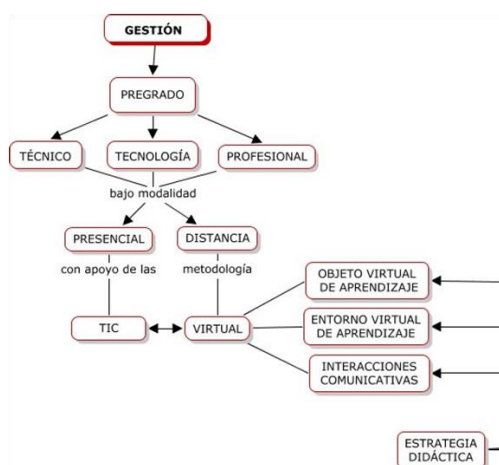 GESTIÓN
PREGRADO
TÉCNICO
TECNOLOGÍA
PROFESIONAL
bajo modalidad
PRESENCIAL
DISTANCIA
con apoyo de las
metodología
OBJETO VIRTUAL
DE APRENDIZAJE
TIC
VIRTUAL
ENTORNO VIRTUAL
DE APRENDIZAJE
INTERACCIONES
COMUNICATIVAS
ESTRATEGIA
DIDÁCTICA